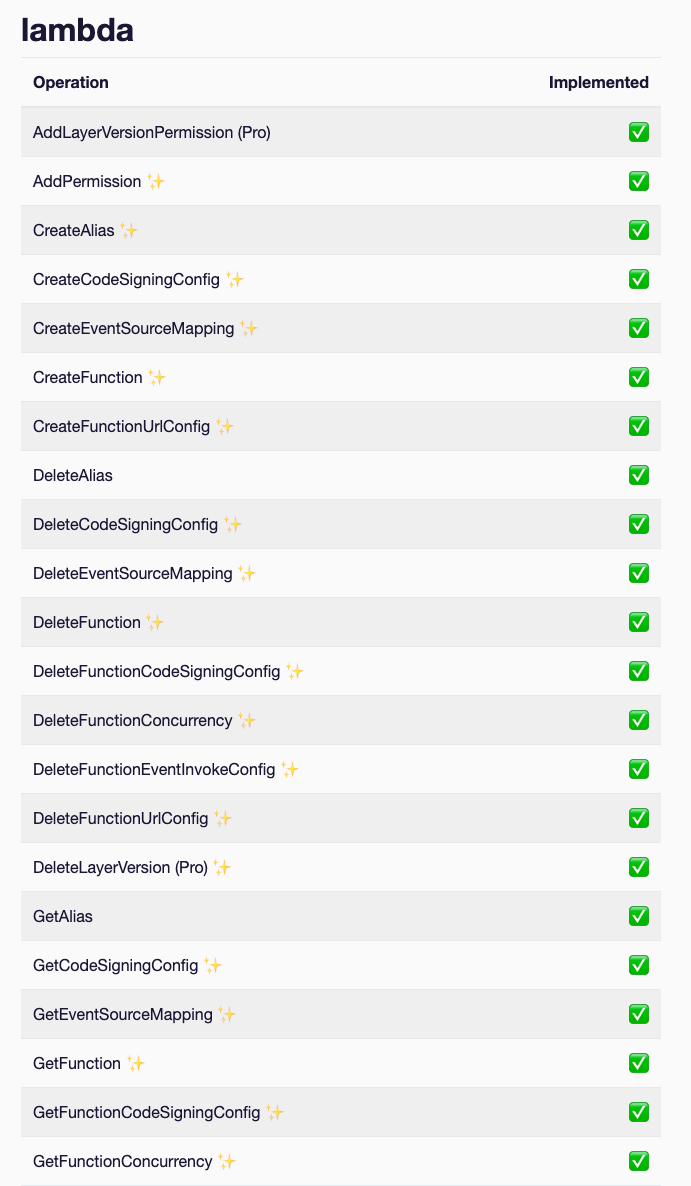 lambda
Operation Implemented
AddLayerVersionPermission (Pro) ✅
AddPermission ✨ ✅
CreateAlias ✨ ✅
CreateCodeSigningConfig ✨ ✅
CreateEventSourceMapping ✨ ✅
CreateFunction ✨ ✅
CreateFunctionUrlConfig ✨ ✅
DeleteAlias ✅
DeleteCodeSigningConfig ✨ ✅
DeleteEventSourceMapping ✨ ✅
DeleteFunction ✨ ✅
DeleteFunctionCodeSigningConfig ✨ ✅
DeleteFunctionConcurrency ✨ ✅
DeleteFunctionEventInvokeConfig ✨ ✅
DeleteFunctionUrlConfig ✨ ✅
DeleteLayerVersion (Pro) ✨ ✅
GetAlias ✅
GetCodeSigningConfig ✨ ✅
GetEventSourceMapping ✨ ✅
GetFunction ✨ ✅
GetFunctionCodeSigningConfig ✨ ✅
GetFunctionConcurrency ✨ ✅